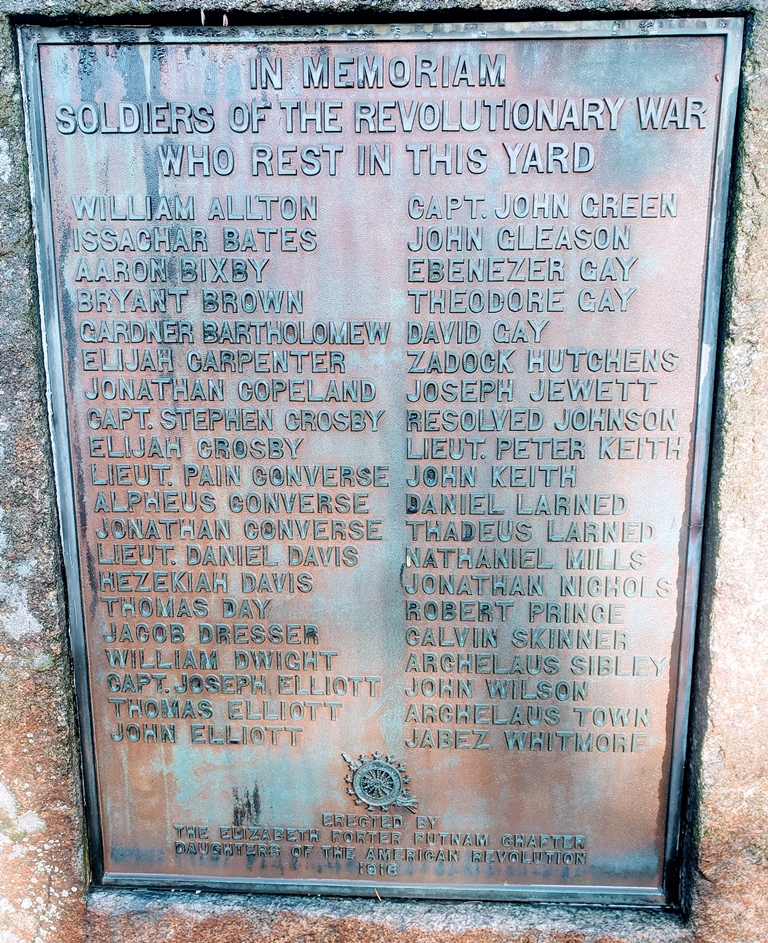 IN MEMORIAM
SOLDIERS OF THE REVOLUTIONARY WAR
WHO REST IN THIS YARD
WILLIAM ALLTON
ISSACHAR BATES
AARON BIXBY
BRYANT BROWN
GARDNER BARTHOLOMEW
ELIJAH CARPENTER
JONATHAN COPELAND
CAPT. STEPHEN CROSBY
ELIJAH CROSBY
LIEUT. PAIN CONVERSE
ALPHEUS CONVERSE
JONATHAN CONVERSE
LIEUT. DANIEL DAVIS
HEZEKIAH DAVIS
THOMAS DAY
JACOB DRESSER
WILLIAM DWIGHT
CAPT. JOSEPH ELLIOTT
THOMAS ELLIOTT
JOHN ELLIOTT
CAPT. JOHN GREEN
JOHN GLEASON
EBENEZER GAY
THEODORE GAY
DAVID GAY
ZADOCK HUTCHENS
JOSEPH JEWETT
RESOLVED JOHNSON
LIEUT. PETER KEITH
JOHN KEITH
DANIEL LARNED
THADEUS LARNED
NATHANIEL MILLS
JONATHAN NICHOLS
ROBERT PRINCE
CALVIN SKINNER
ARCHELAUS SIBLEY
JOHN WILSON
ARCHELAUS TOWN
JABEZ WHITMORE
ERECTED BY
THE ELIZABETH PORTER PUTNAM CHAPTER
DAUGHTERS OF THE AMERICAN REVOLUTION
1916